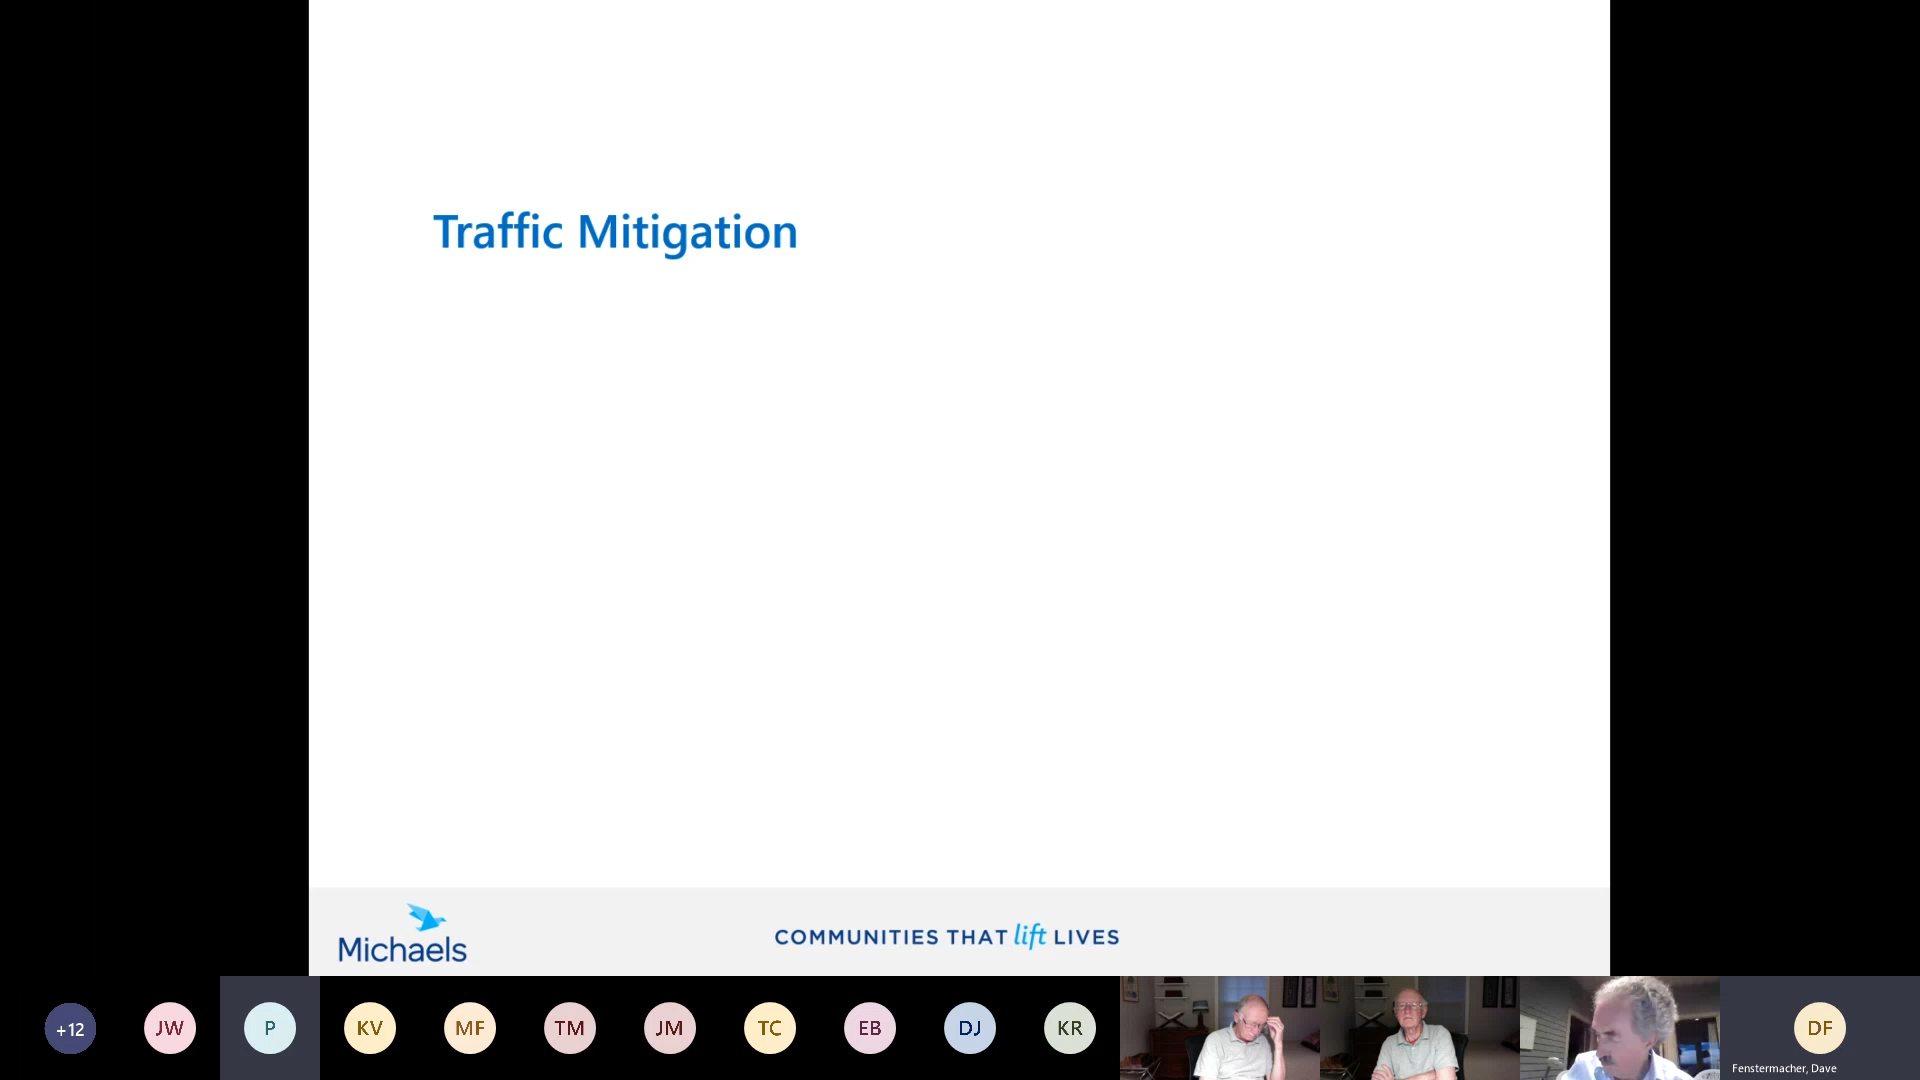 Traffic Mitigation
Michaels
COMMUNITIES THAT lift LIVES
+12
JW
P
KV
MF
TM
JM
TC
EB
DJ
KR
DF
Fenstermacher, Dave